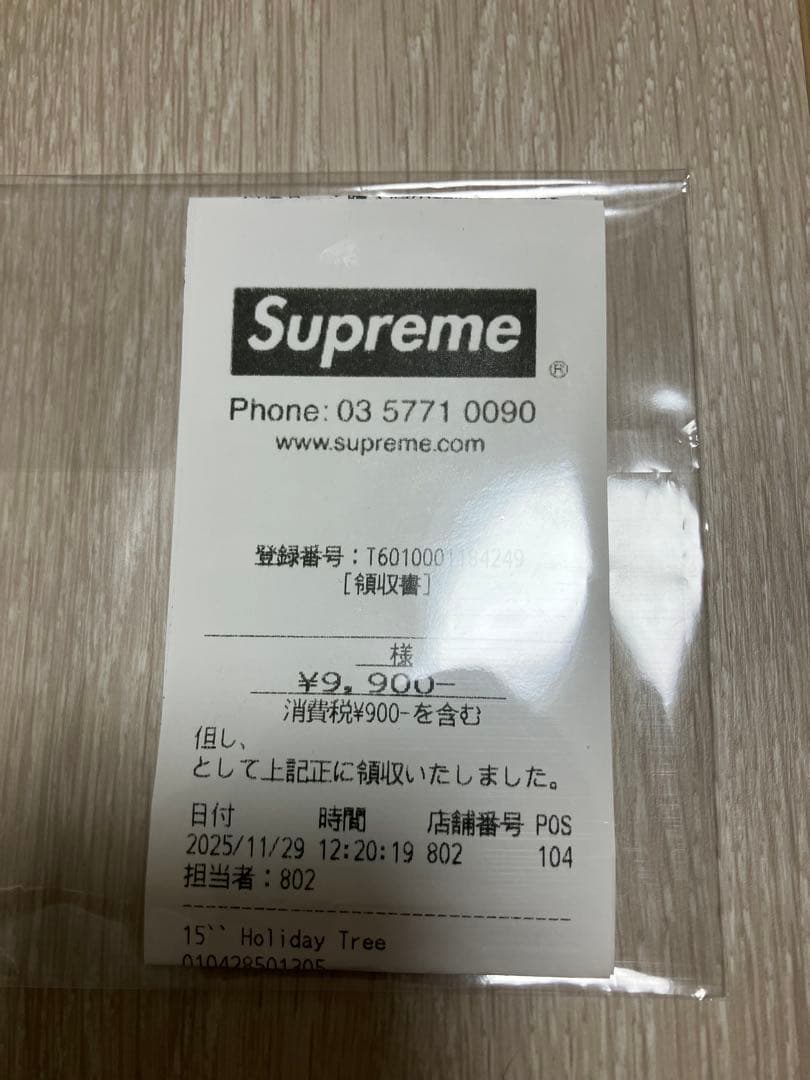 Supreme
®
Phone: 03 5771 0090
www.supreme.com
登録番号：T6010001184249
［領収書］
様
¥9,900-
消費税¥900-を含む
但し、
として上記正に領収いたしました。
日付 時間 店舗番号 POS
2025/11/29 12:20:19 802 104
担当者：802
15`` Holiday Tree
010428501205